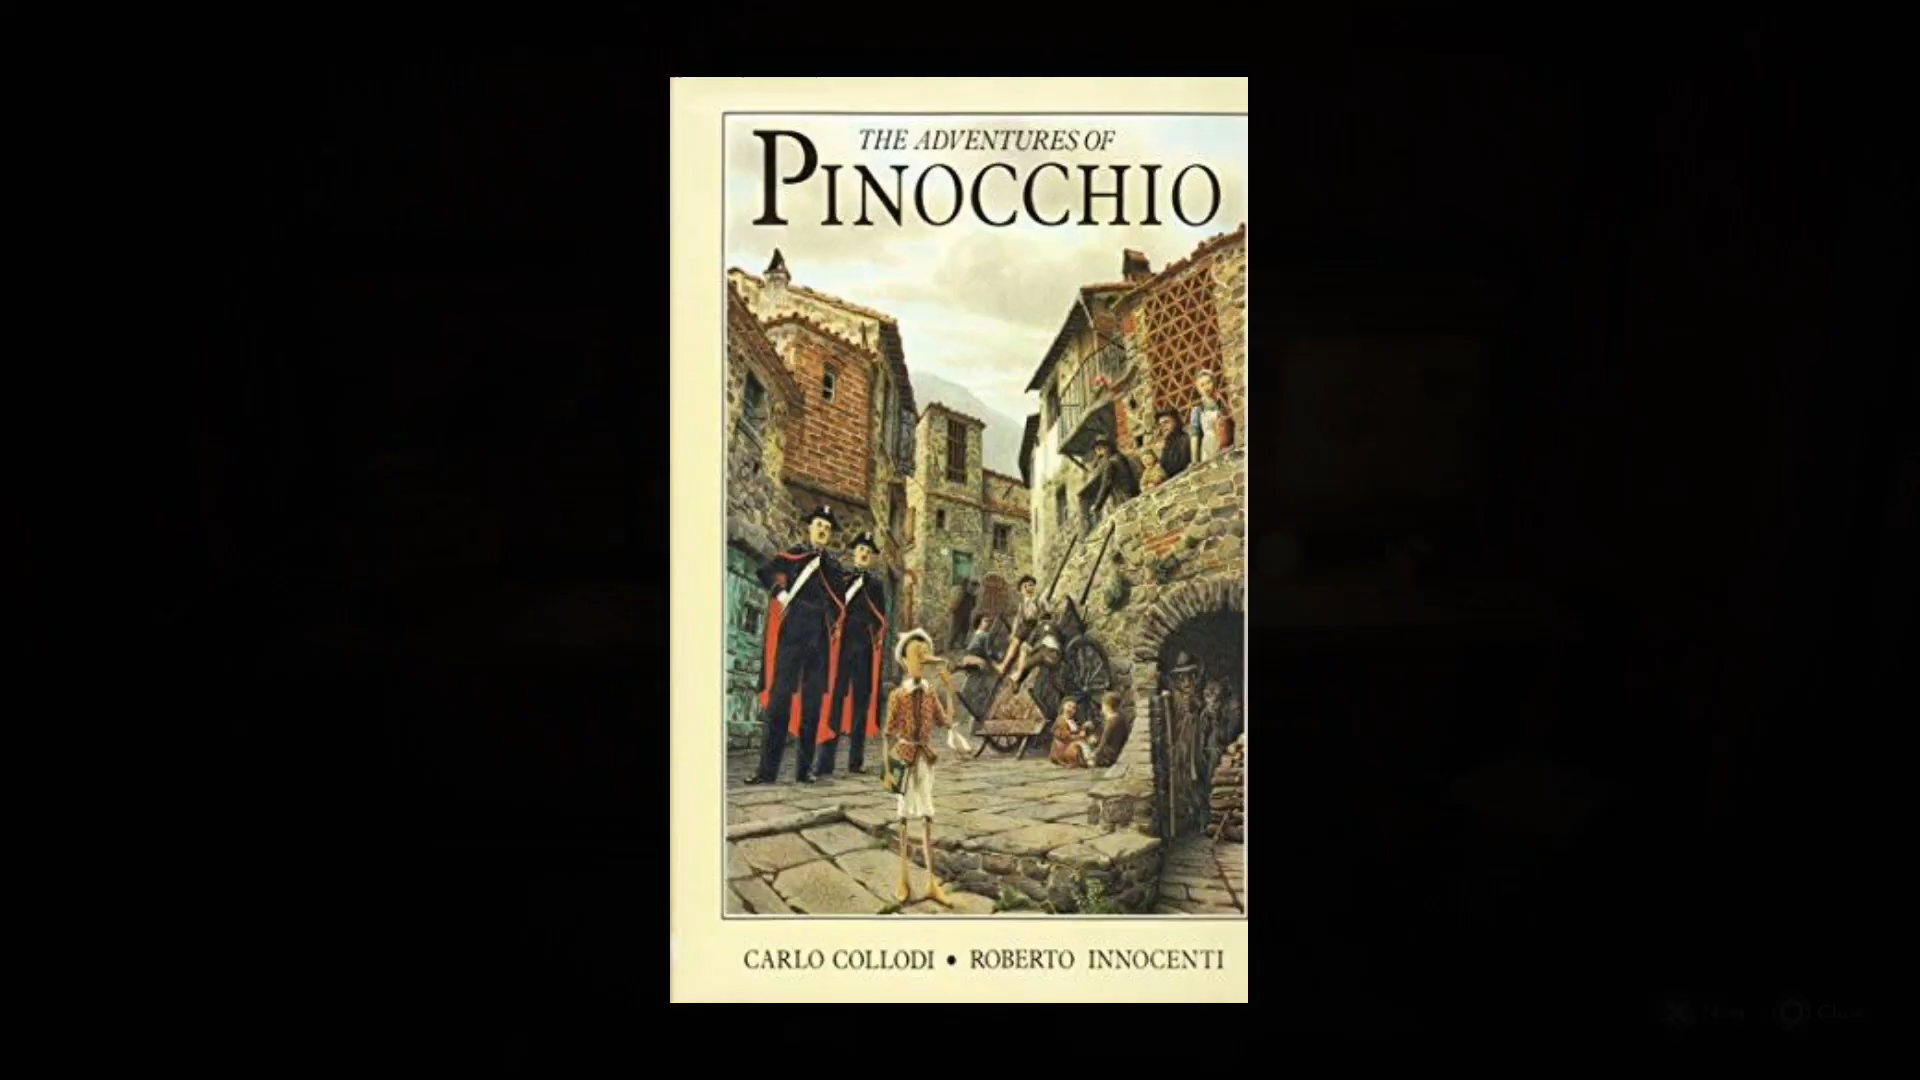 THE ADVENTURES OF
PINOCCHIO
CARLO COLLODI • ROBERTO INNOCENTI